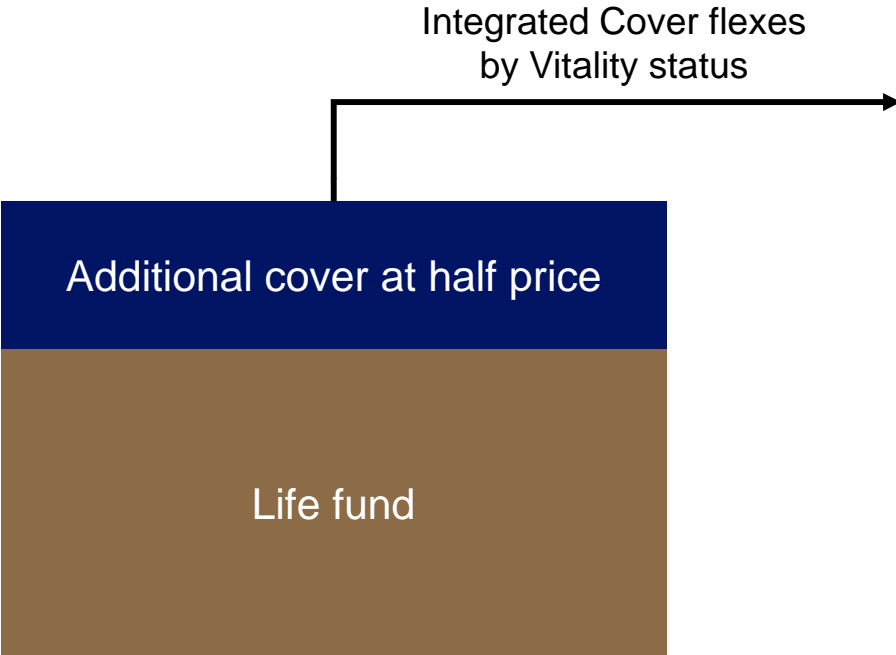 Integrated Cover flexes
by Vitality status
Additional cover at half price
Life fund